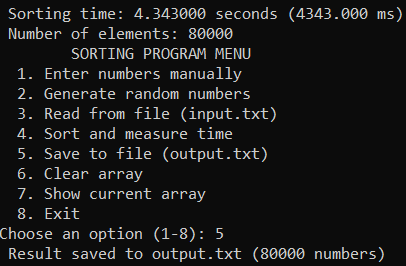 Sorting time: 4.343000 seconds (4343.000 ms)
Number of elements: 80000
SORTING PROGRAM MENU
1. Enter numbers manually
2. Generate random numbers
3. Read from file (input.txt)
4. Sort and measure time
5. Save to file (output.txt)
6. Clear array
7. Show current array
8. Exit
Choose an option (1-8): 5
Result saved to output.txt (80000 numbers)